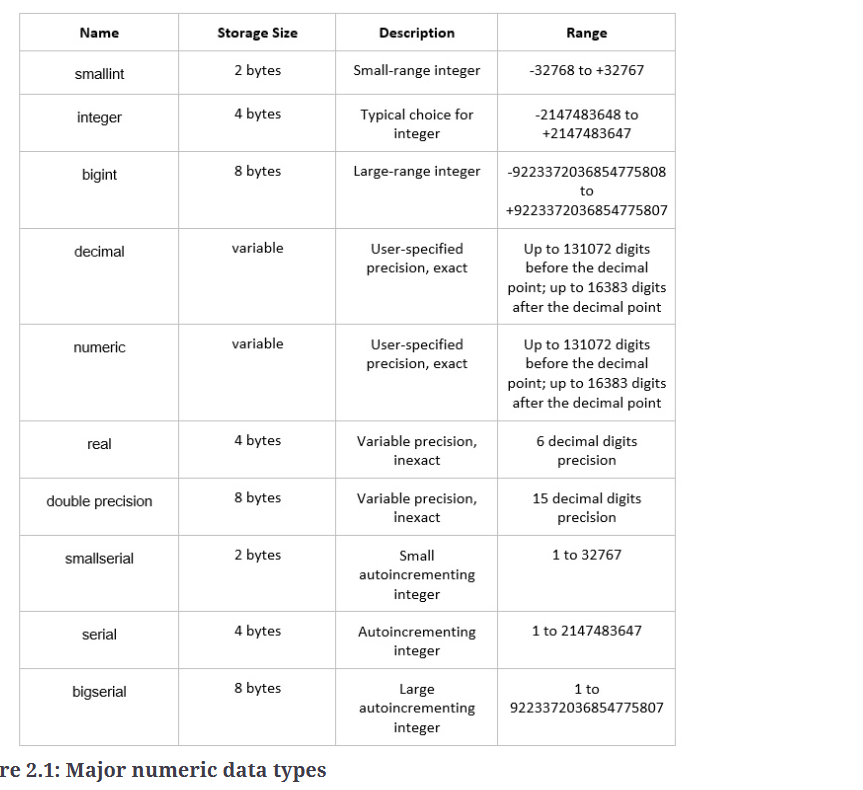 Name Storage Size Description Range
smallint 2 bytes Small-range integer -32768 to +32767
integer 4 bytes Typical choice for integer -2147483648 to +2147483647
bigint 8 bytes Large-range integer -9223372036854775808 to +9223372036854775807
decimal variable User-specified precision, exact Up to 131072 digits before the decimal point; up to 16383 digits after the decimal point
numeric variable User-specified precision, exact Up to 131072 digits before the decimal point; up to 16383 digits after the decimal point
real 4 bytes Variable precision, inexact 6 decimal digits precision
double precision 8 bytes Variable precision, inexact 15 decimal digits precision
smallserial 2 bytes Small autoincrementing integer 1 to 32767
serial 4 bytes Autoincrementing integer 1 to 2147483647
bigserial 8 bytes Large autoincrementing integer 1 to 9223372036854775807
re 2.1: Major numeric data types